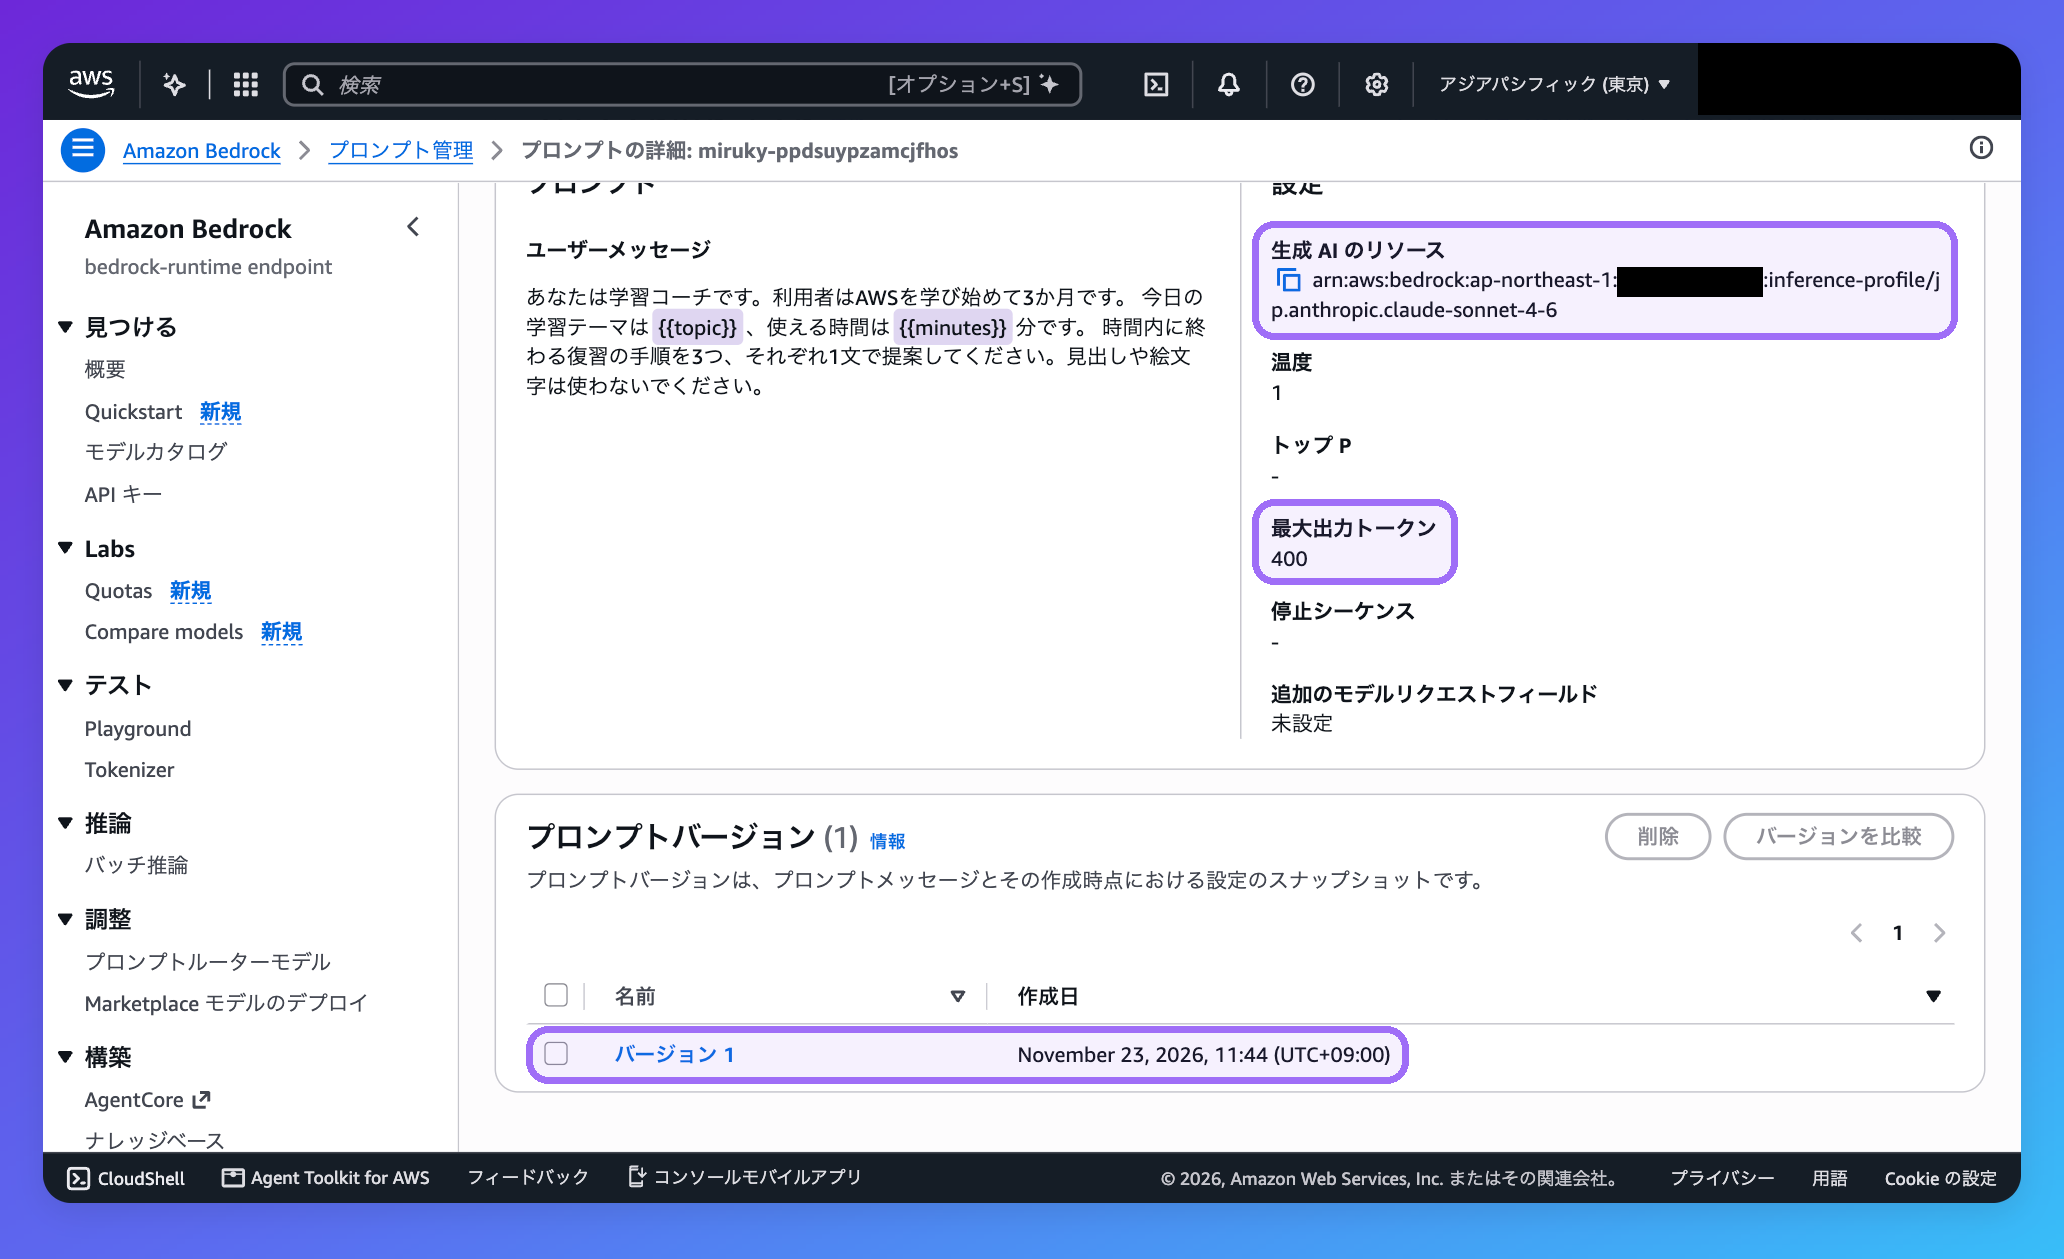 aws
検索
[オプション+S]
アジアパシフィック (東京)
Amazon Bedrock
プロンプト管理
プロンプトの詳細: miruky-ppdsuypzamcjfhos
Amazon Bedrock
bedrock-runtime endpoint
見つける
概要
Quickstart 新規
モデルカタログ
API キー
Labs
Quotas 新規
Compare models 新規
テスト
Playground
Tokenizer
推論
バッチ推論
調整
プロンプトルーターモデル
Marketplace モデルのデプロイ
構築
AgentCore
ナレッジベース
プロンプト
ユーザーメッセージ
あなたは学習コーチです。利用者はAWSを学び始めて3か月です。 今日の
学習テーマは {{topic}} 、使える時間は {{minutes}} 分です。 時間内に終
わる復習の手順を3つ、それぞれ1文で提案してください。見出しや絵文
字は使わないでください。
設定
生成 AI のリソース
arn:aws:bedrock:ap-northeast-1: :inference-profile/j
p.anthropic.claude-sonnet-4-6
温度
1
トップ P
-
最大出力トークン
400
停止シーケンス
-
追加のモデルリクエストフィールド
未設定
プロンプトバージョン (1) 情報
削除
バージョンを比較
プロンプトバージョンは、プロンプトメッセージとその作成時点における設定のスナップショットです。
1
名前
作成日
バージョン 1
November 23, 2026, 11:44 (UTC+09:00)
CloudShell
Agent Toolkit for AWS
フィードバック
コンソールモバイルアプリ
© 2026, Amazon Web Services, Inc. またはその関連会社。
プライバシー
用語
Cookie の設定